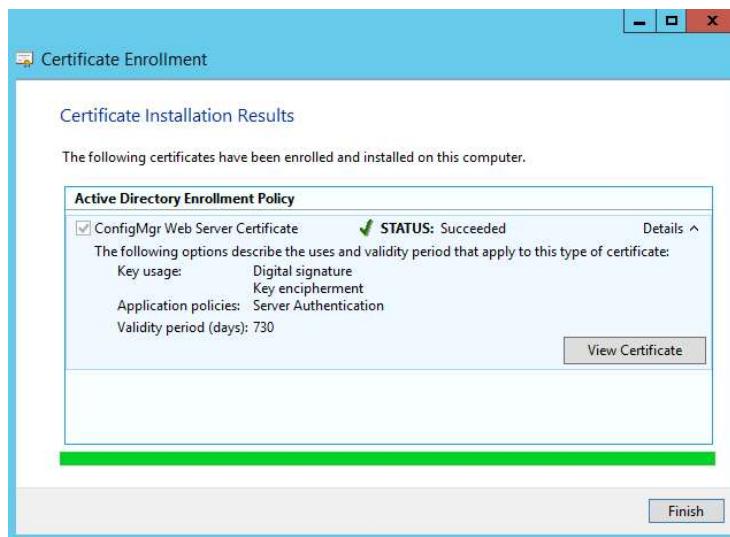 Certificate Enrollment
Certificate Installation Results
The following certificates have been enrolled and installed on this computer.
Active Directory Enrollment Policy
ConfigMgr Web Server Certificate STATUS: Succeeded Details
The following options describe the uses and validity period that apply to this type of certificate:
Key usage: Digital signature
Key encipherment
Application policies: Server Authentication
Validity period (days): 730
View Certificate
Finish